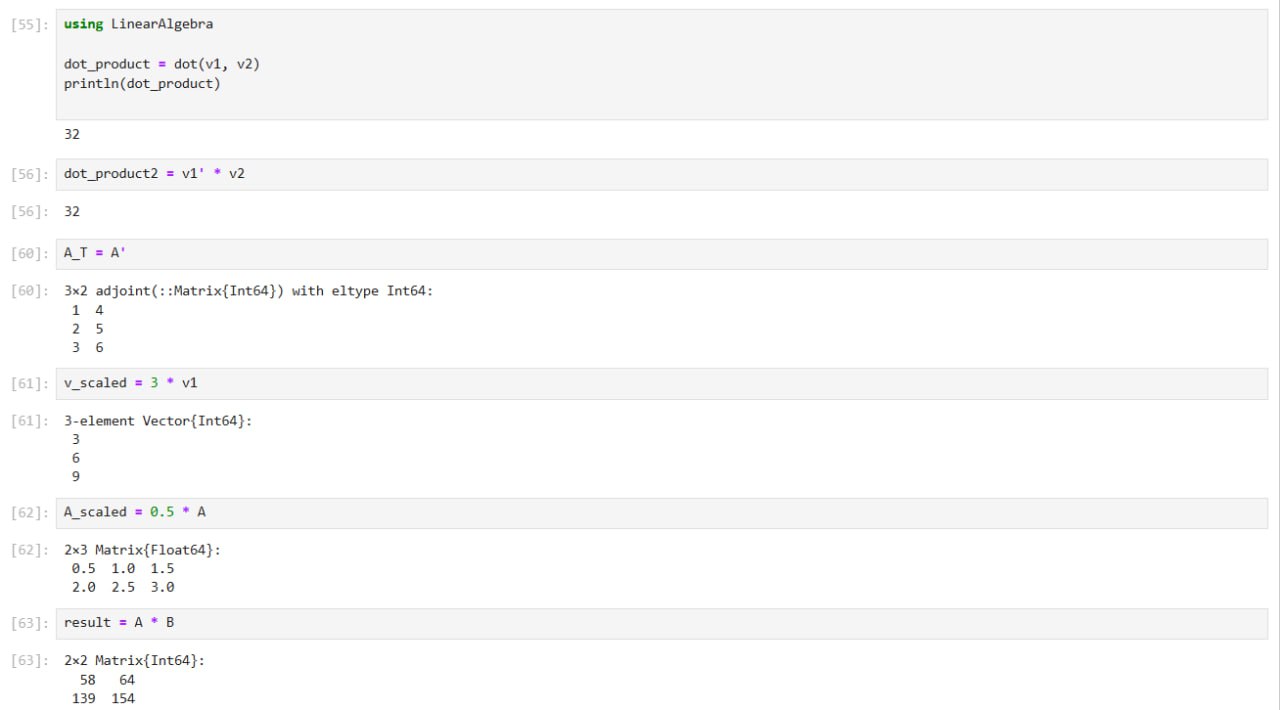 [55]: using LinearAlgebra
dot_product = dot(v1, v2)
println(dot_product)
32
[56]: dot_product2 = v1' * v2
[56]: 32
[60]: A_T = A'
[60]: 3×2 adjoint(::Matrix{Int64}) with eltype Int64:
1 4
2 5
3 6
[61]: v_scaled = 3 * v1
[61]: 3-element Vector{Int64}:
3
6
9
[62]: A_scaled = 0.5 * A
[62]: 2×3 Matrix{Float64}:
0.5 1.0 1.5
2.0 2.5 3.0
[63]: result = A * B
[63]: 2×2 Matrix{Int64}:
58 64
139 154